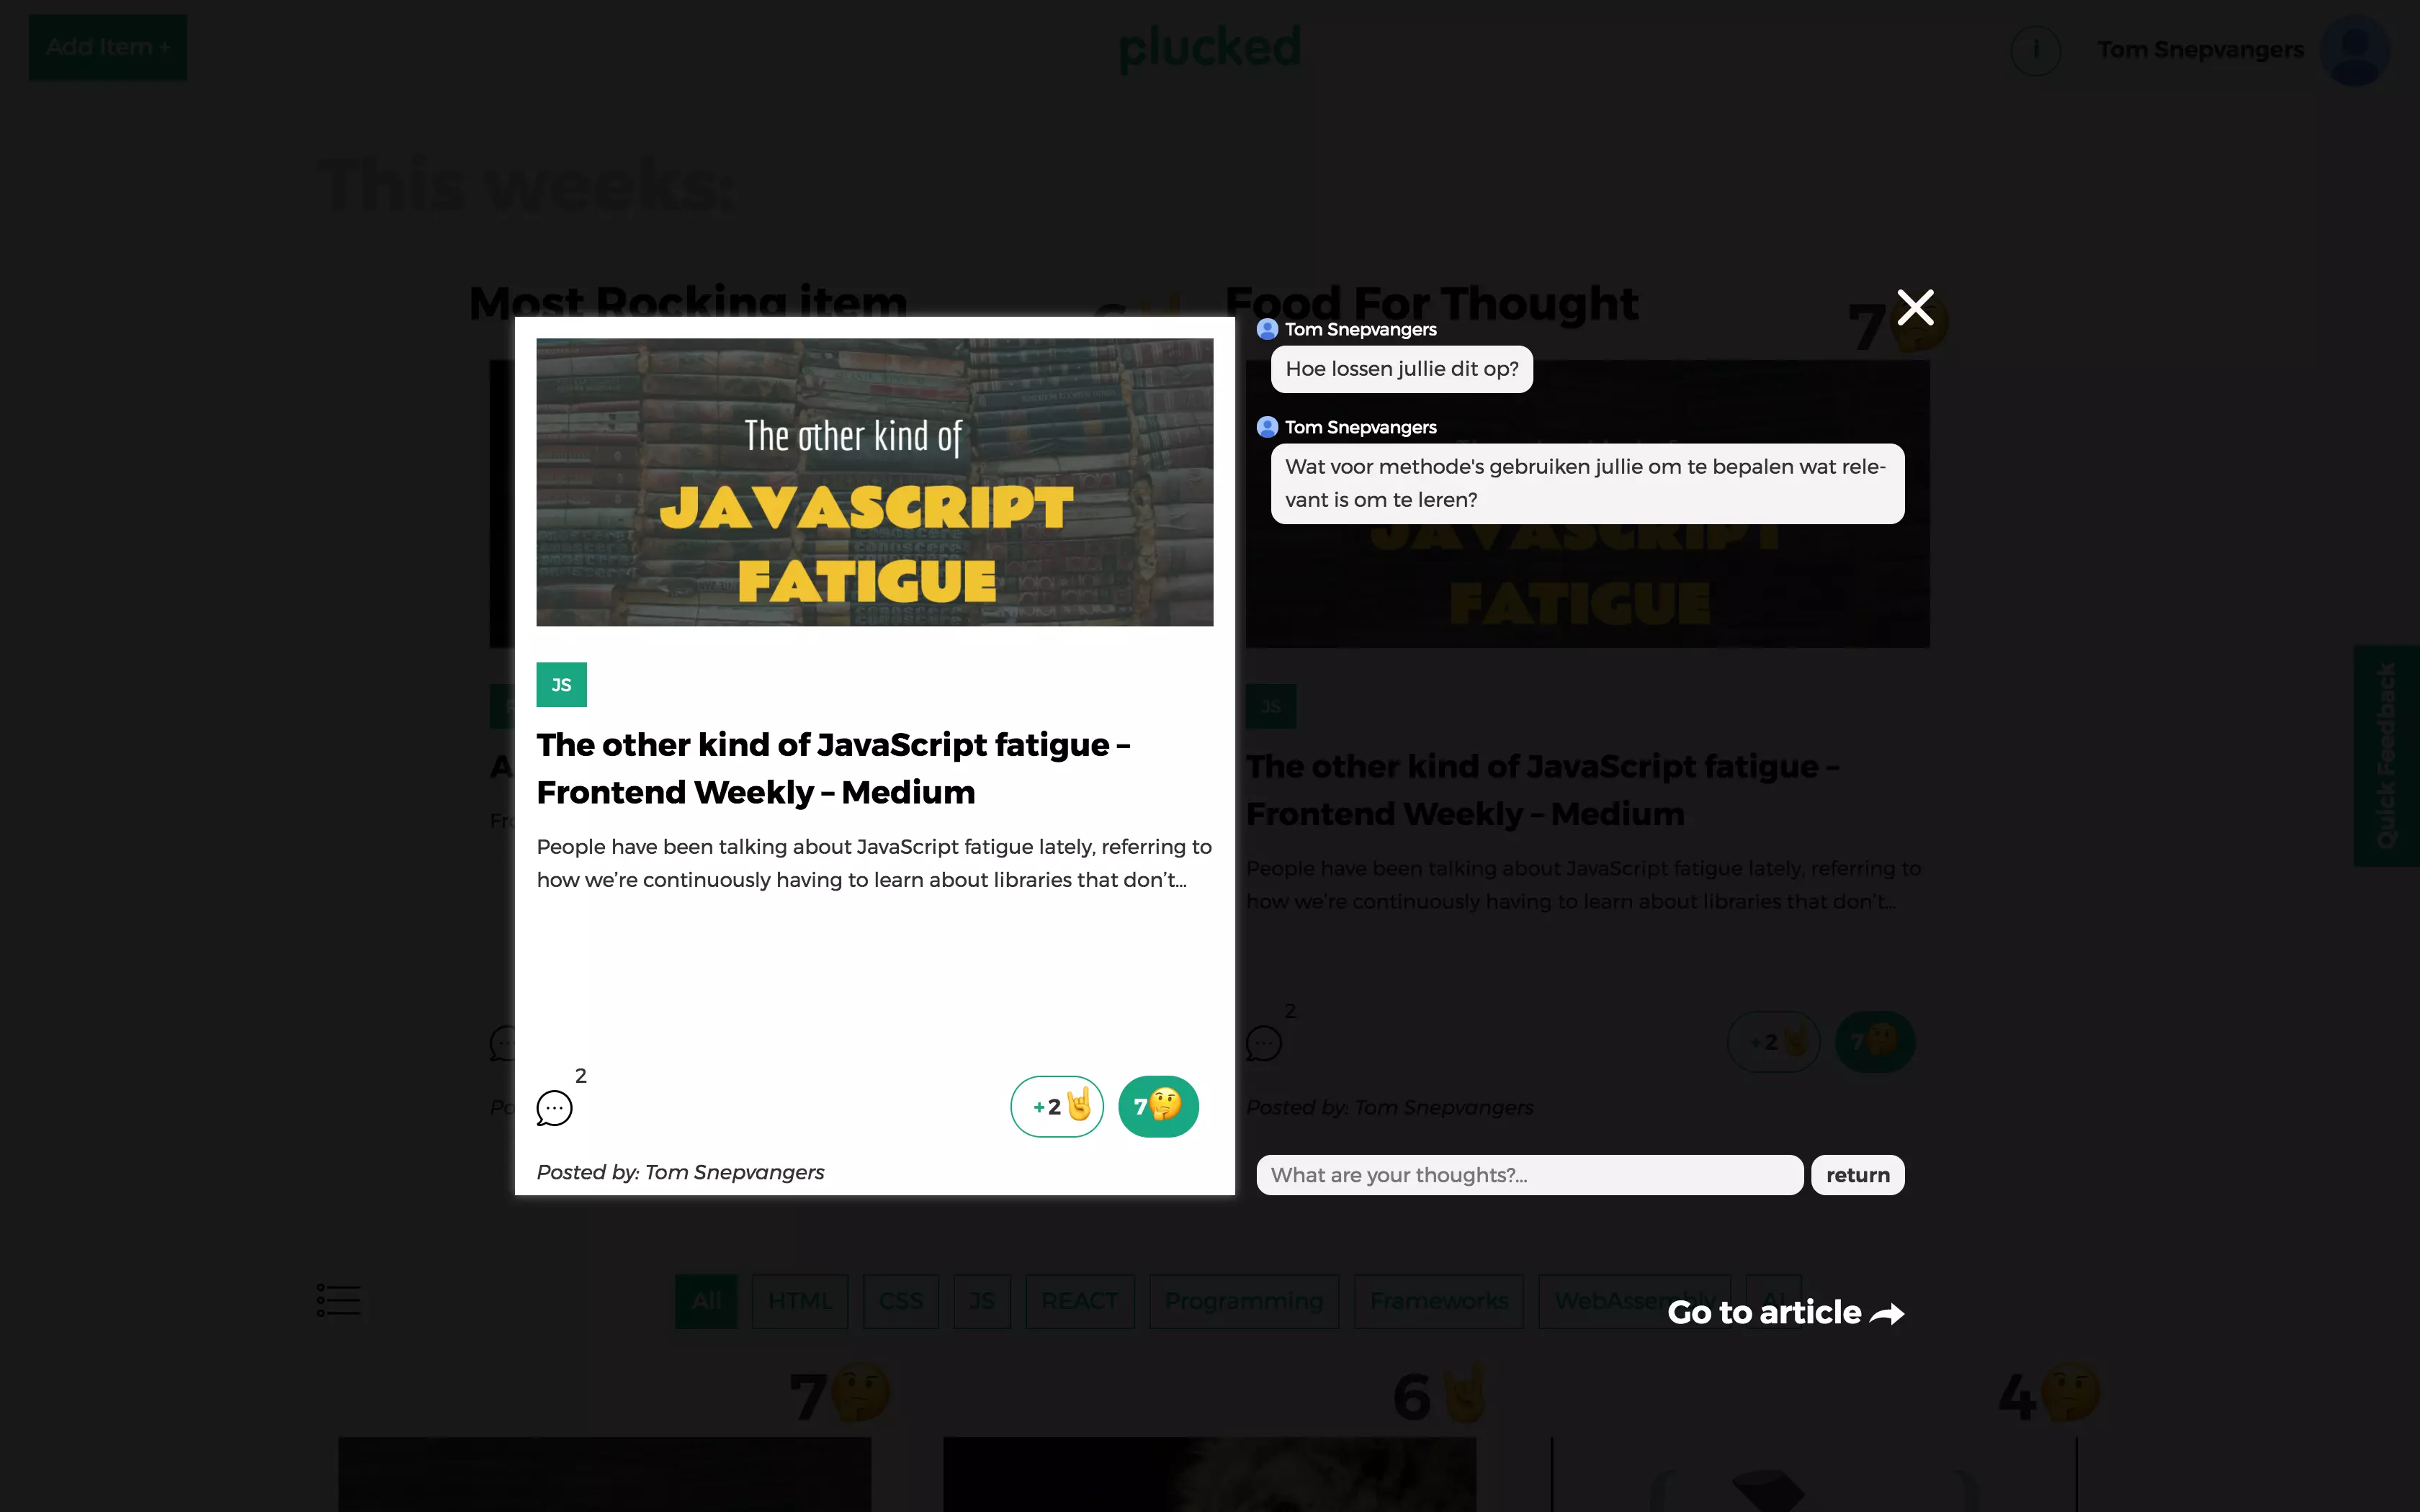 Add Item +
plucked
i
Tom Snepvangers
This weeks:
Most Rocking item
6
Food For Thought
7
The other kind of
JAVASCRIPT
FATIGUE
JS
The other kind of JavaScript fatigue –
Frontend Weekly – Medium
People have been talking about JavaScript fatigue lately, referring to
how we’re continuously having to learn about libraries that don’t...
2
+2
7
Posted by: Tom Snepvangers
Tom Snepvangers
Hoe lossen jullie dit op?
Tom Snepvangers
Wat voor methode's gebruiken jullie om te bepalen wat rele-
vant is om te leren?
JAVASCRIPT
FATIGUE
JS
The other kind of JavaScript fatigue –
Frontend Weekly – Medium
People have been talking about JavaScript fatigue lately, referring to
how we’re continuously having to learn about libraries that don’t...
2
+2
7
Posted by: Tom Snepvangers
What are your thoughts?...
return
Quick Feedback
All
HTML
CSS
JS
REACT
Programming
Frameworks
WebAssembly
Go to article
7
6
4